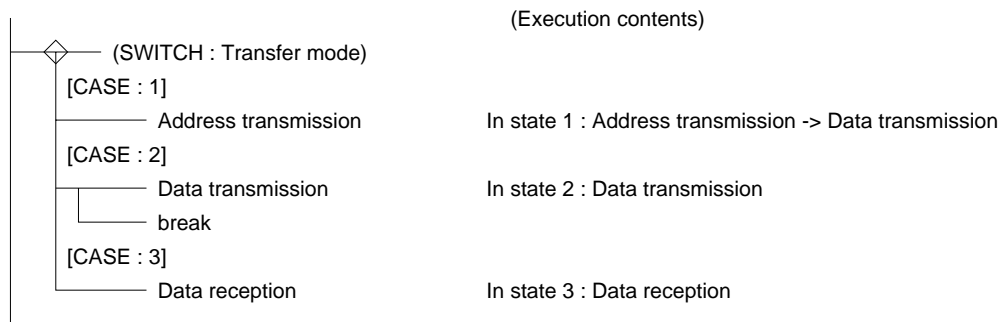 (Execution contents)
(SWITCH : Transfer mode)
[CASE : 1]
Address transmission In state 1 : Address transmission -> Data transmission
[CASE : 2]
Data transmission In state 2 : Data transmission
break
[CASE : 3]
Data reception In state 3 : Data reception